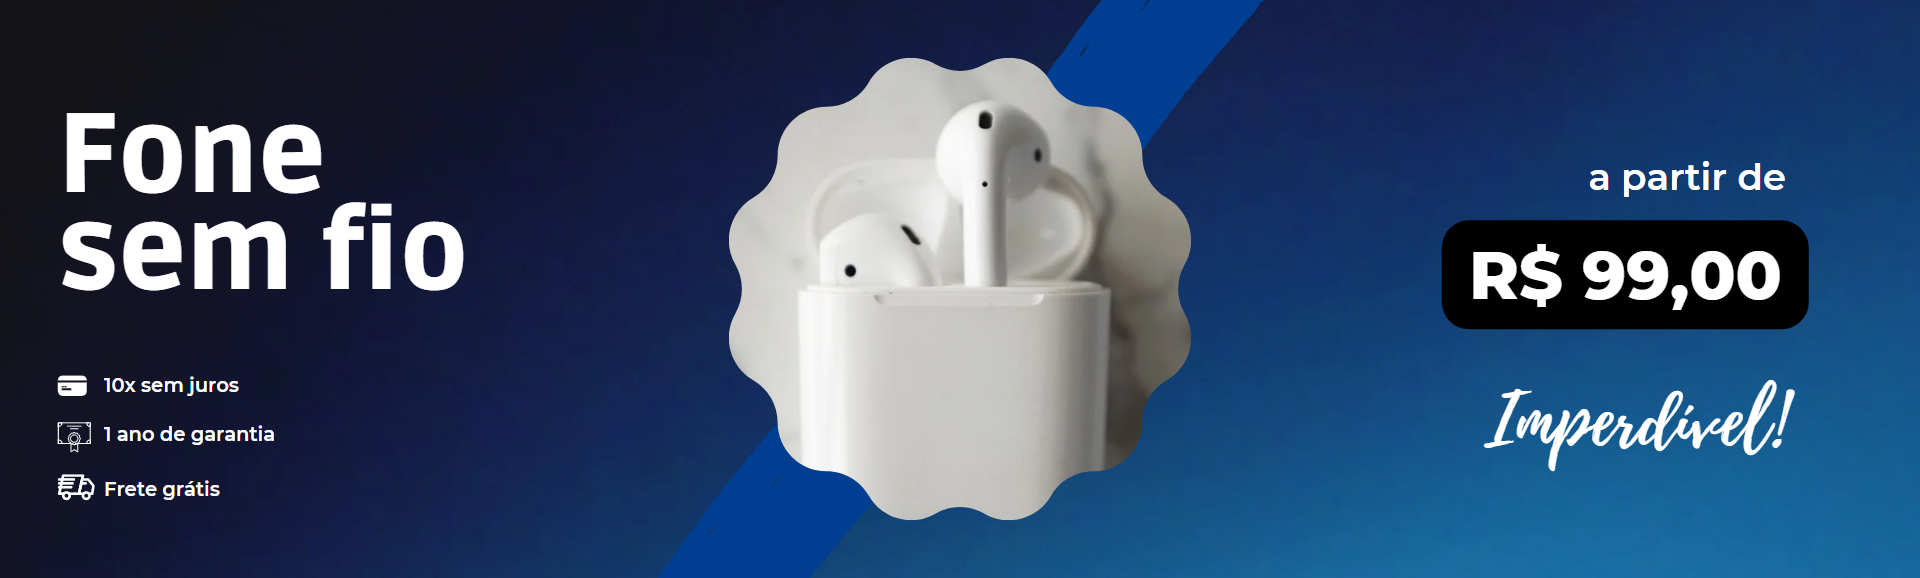 Fone
sem fio
10x sem juros
1 ano de garantia
Frete grátis
a partir de
R$ 99,00
Imperdível!